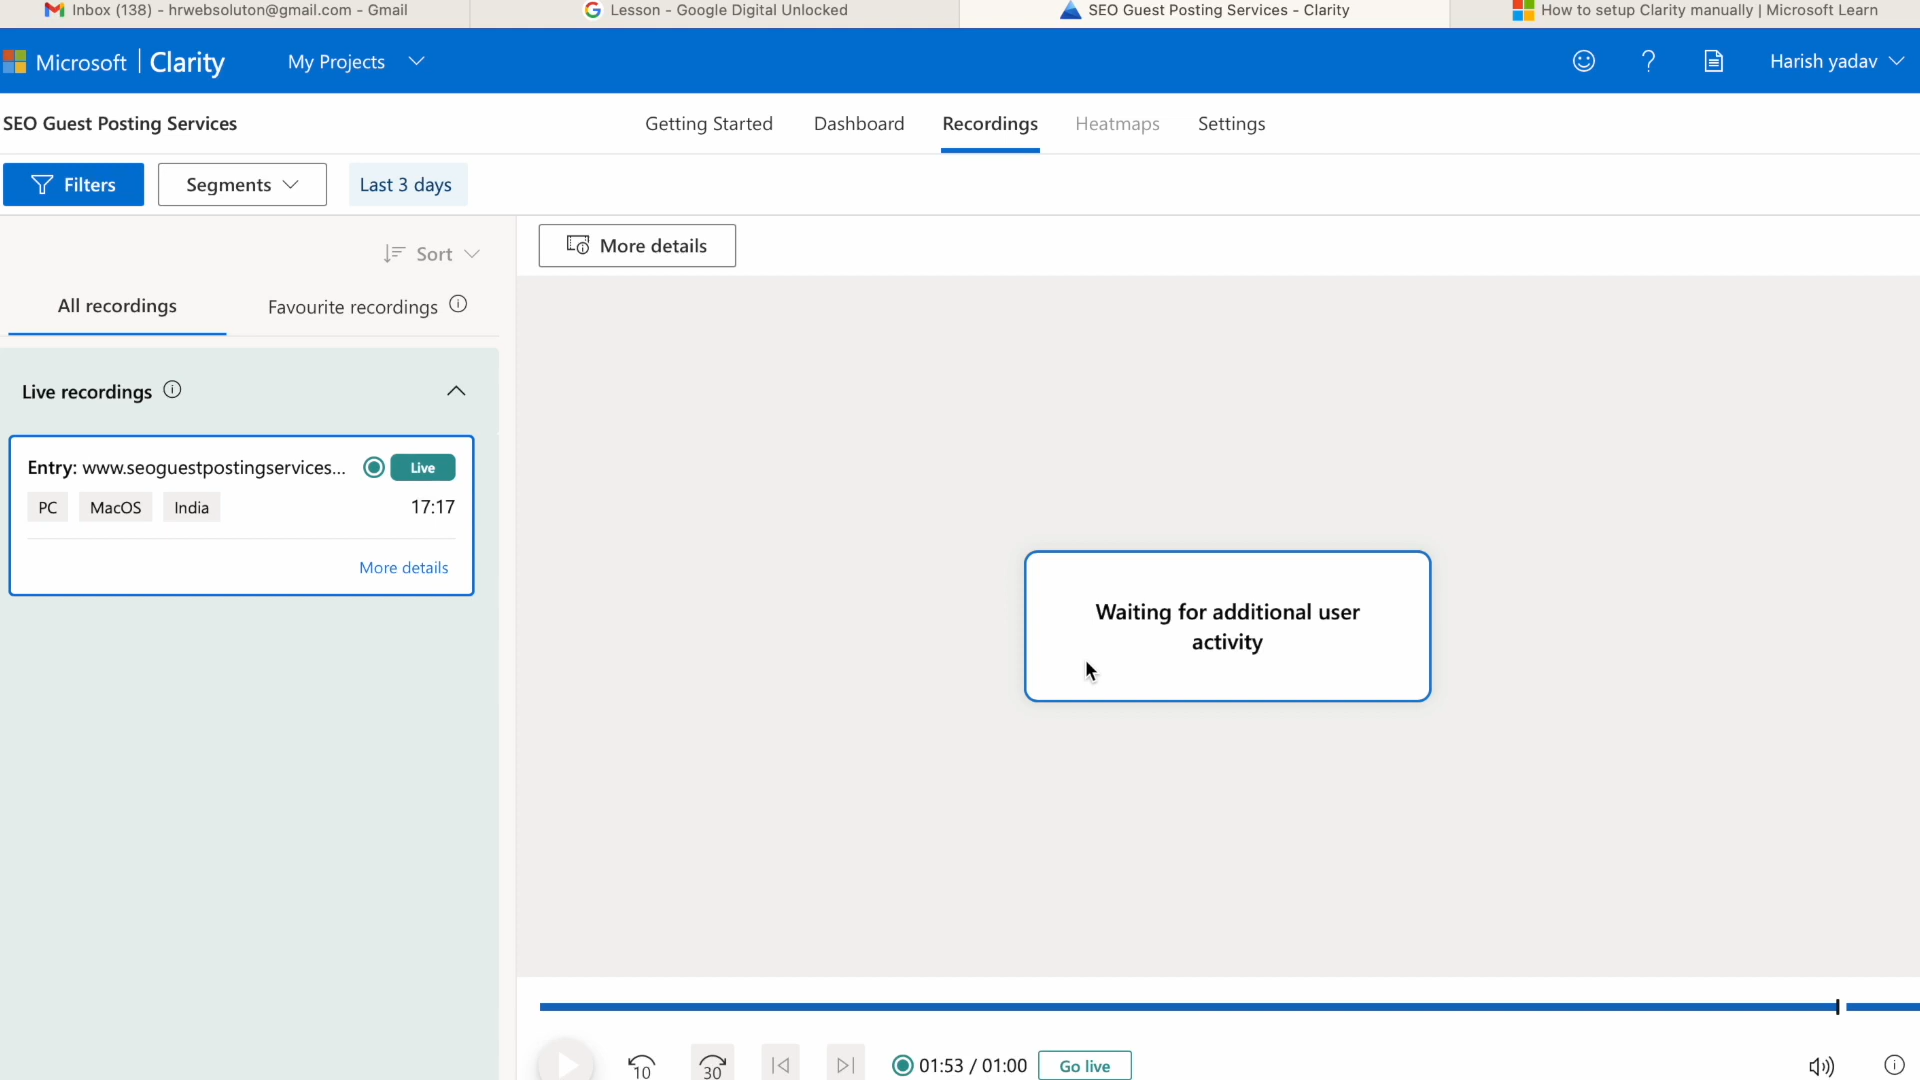 Inbox (138) - hrwebsoluton@gmail.com - Gmail
Lesson - Google Digital Unlocked
SEO Guest Posting Services - Clarity
How to setup Clarity manually | Microsoft Learn
Microsoft | Clarity
My Projects
?
Harish yadav
SEO Guest Posting Services
Getting Started
Dashboard
Recordings
Heatmaps
Settings
Filters
Segments
Last 3 days
Sort
More details
All recordings
Favourite recordings
Live recordings
Entry: www.seoguestpostingservices...
Live
PC
MacOS
India
17:17
More details
Waiting for additional user
activity
10
30
01:53 / 01:00
Go live